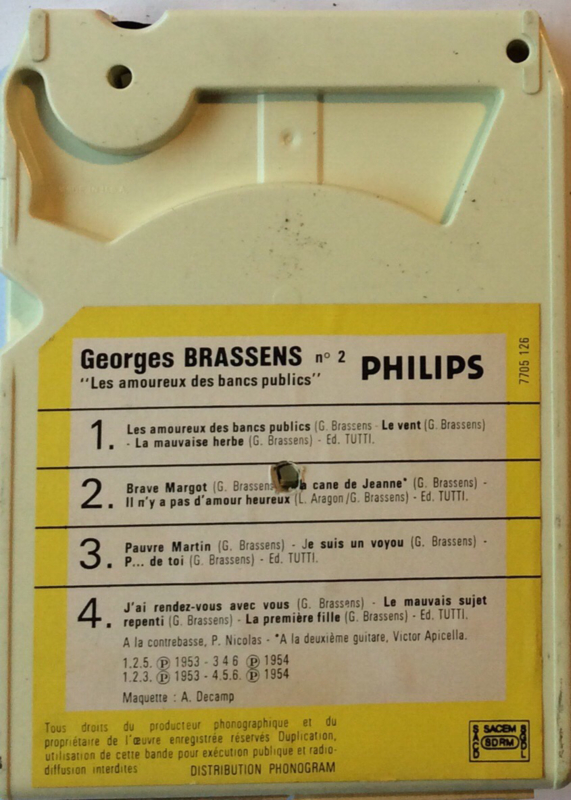 Georges BRASSENS n° 2
"Les amoureux des bancs publics"
PHILIPS
7705 126
1. Les amoureux des bancs publics (G. Brassens - Le vent (G. Brassens)
- La mauvaise herbe (G. Brassens) - Ed. TUTTI.
2. Brave Margot (G. Brassens cane de Jeanne* (G. Brassens) -
Il n'y a pas d'amour heureux (L. Aragon/G. Brassens) - Ed. TUTTI.
3. Pauvre Martin (G. Brassens) - Je suis un voyou (G. Brassens) -
P... de toi (G. Brassens) - Ed. TUTTI.
4. J'ai rendez-vous avec vous (G. Brassens) - Le mauvais sujet
repenti (G. Brassens) - La première fille (G. Brassens) - Ed. TUTTI.
A la contrebasse, P. Nicolas - *A la deuxième guitare, Victor Apicella.
1.2.5. Ⓟ 1953 - 3 4 6 Ⓟ 1954
1.2.3. Ⓟ 1953 - 4.5.6. Ⓟ 1954
Maquette : A. Decamp
Tous droits du producteur phonographique et du
propriétaire de l'œuvre enregistrée réservés Duplication,
utilisation de cette bande pour exécution publique et radio-
diffusion interdites DISTRIBUTION PHONOGRAM
SACD SACEM SDRM SGDL